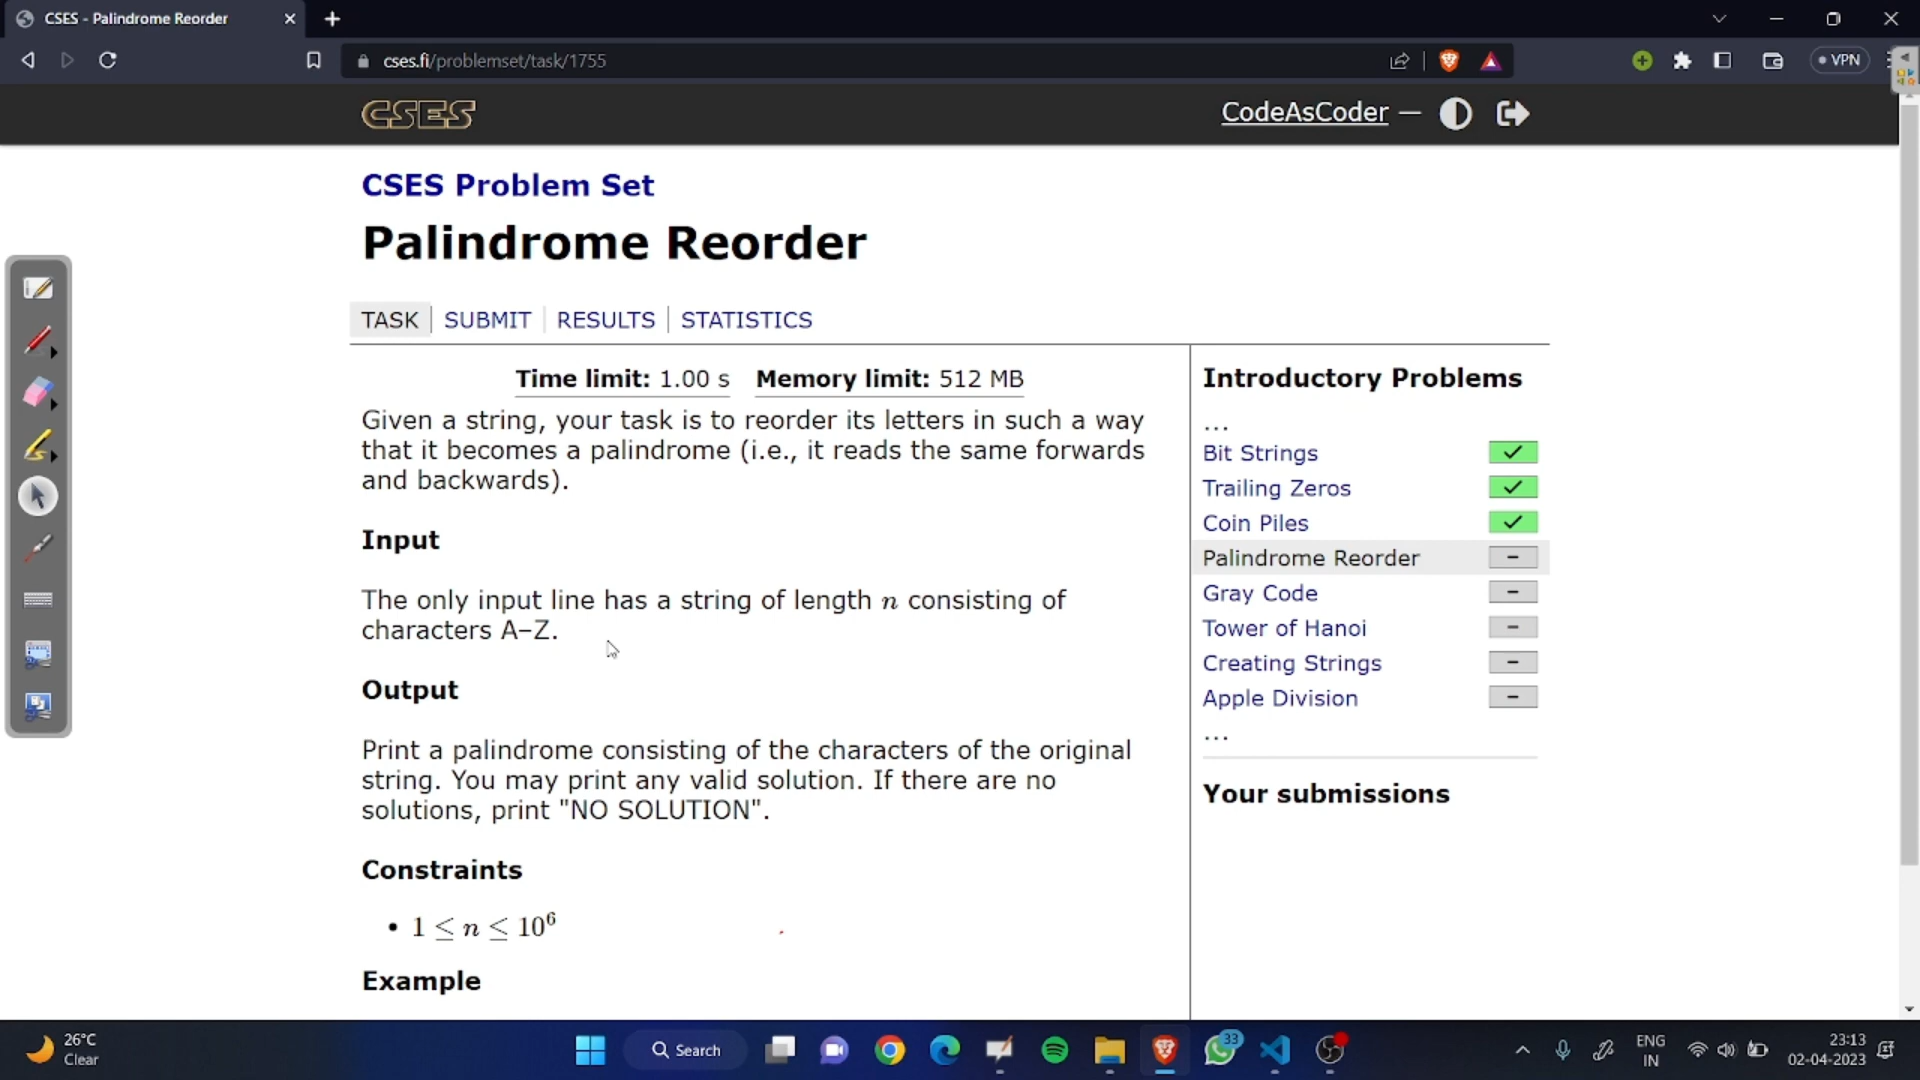 CSES - Palindrome Reorder
cses.fi/problemset/task/1755
VPN
CSES
CodeAsCoder —
CSES Problem Set
Palindrome Reorder
TASK
SUBMIT
RESULTS
STATISTICS
Time limit: 1.00 s Memory limit: 512 MB
Given a string, your task is to reorder its letters in such a way
that it becomes a palindrome (i.e., it reads the same forwards
and backwards).
Input
The only input line has a string of length n consisting of
characters A–Z.
Output
Print a palindrome consisting of the characters of the original
string. You may print any valid solution. If there are no
solutions, print "NO SOLUTION".
Constraints
• 1 ≤ n ≤ 10⁶
Example
Introductory Problems
...
Bit Strings
Trailing Zeros
Coin Piles
Palindrome Reorder
Gray Code
Tower of Hanoi
Creating Strings
Apple Division
...
Your submissions
26°C
Clear
Search
33
ENG
IN
23:13
02-04-2023